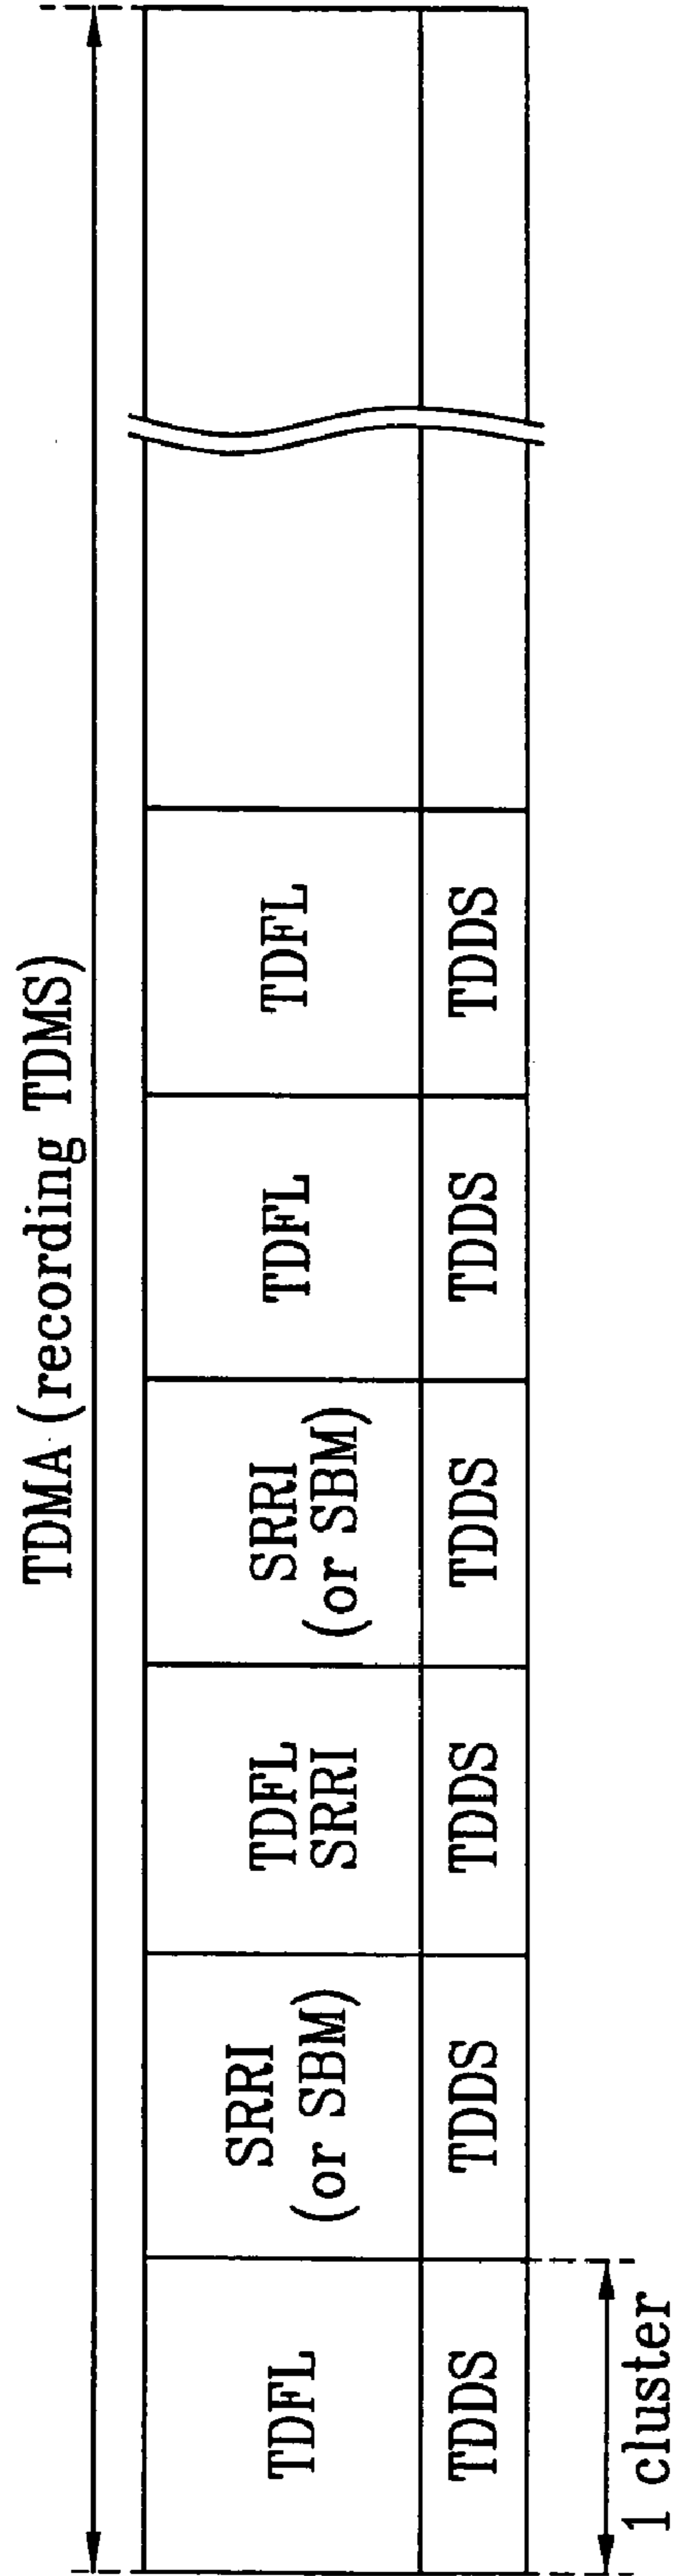 TDMA (recording TDMS)
TDFL
SRRI
(or SBM)
TDFL
SRRI
SRRI
(or SBM)
TDFL
TDFL
TDDS
TDDS
TDDS
TDDS
TDDS
TDDS
1 cluster